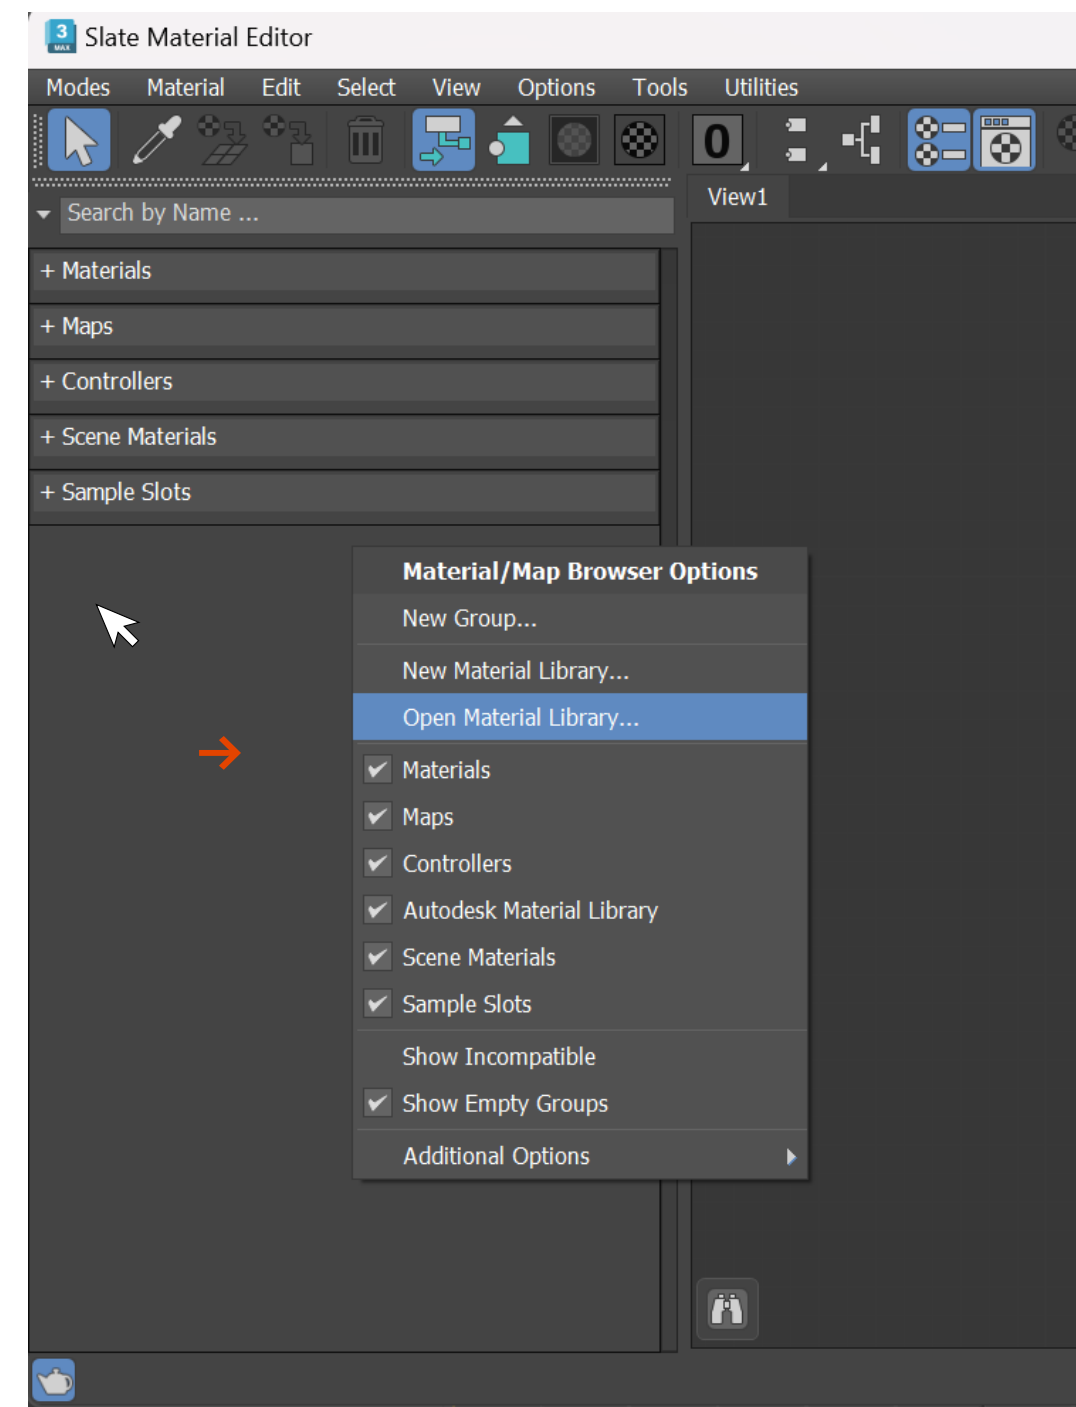 3
MAX
Slate Material Editor
Modes Material Edit Select View Options Tools Utilities
0
View1
Search by Name ...
+ Materials
+ Maps
+ Controllers
+ Scene Materials
+ Sample Slots
Material/Map Browser Options
New Group...
New Material Library...
Open Material Library...
Materials
Maps
Controllers
Autodesk Material Library
Scene Materials
Sample Slots
Show Incompatible
Show Empty Groups
Additional Options